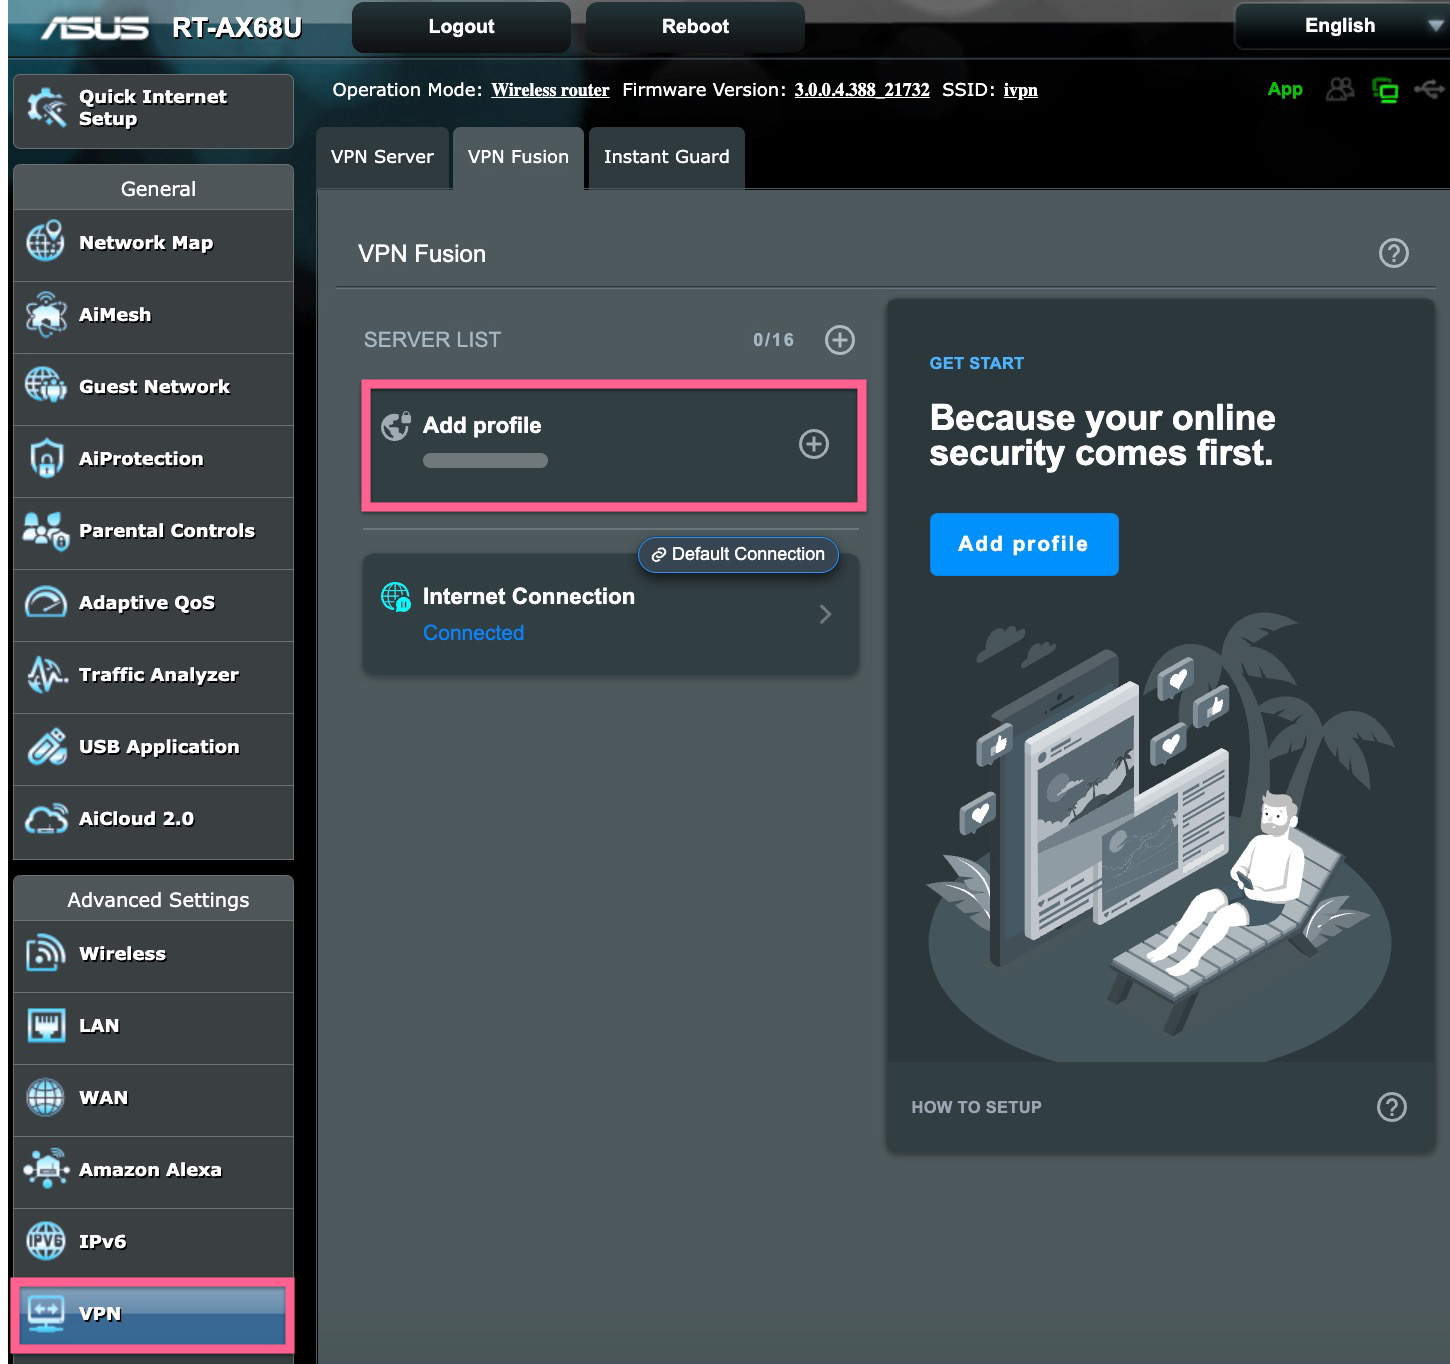 ASUS RT-AX68U Logout Reboot English
Quick Internet
Setup
Operation Mode: Wireless router Firmware Version: 3.0.0.4.388_21732 SSID: ivpn
App
VPN Server VPN Fusion Instant Guard
General
Network Map
AiMesh
Guest Network
AiProtection
Parental Controls
Adaptive QoS
Traffic Analyzer
USB Application
AiCloud 2.0
Advanced Settings
Wireless
LAN
WAN
Amazon Alexa
IPV6
IPv6
VPN
VPN Fusion
?
SERVER LIST 0/16
Add profile
Default Connection
Internet Connection
Connected
GET START
Because your online
security comes first.
Add profile
HOW TO SETUP
?